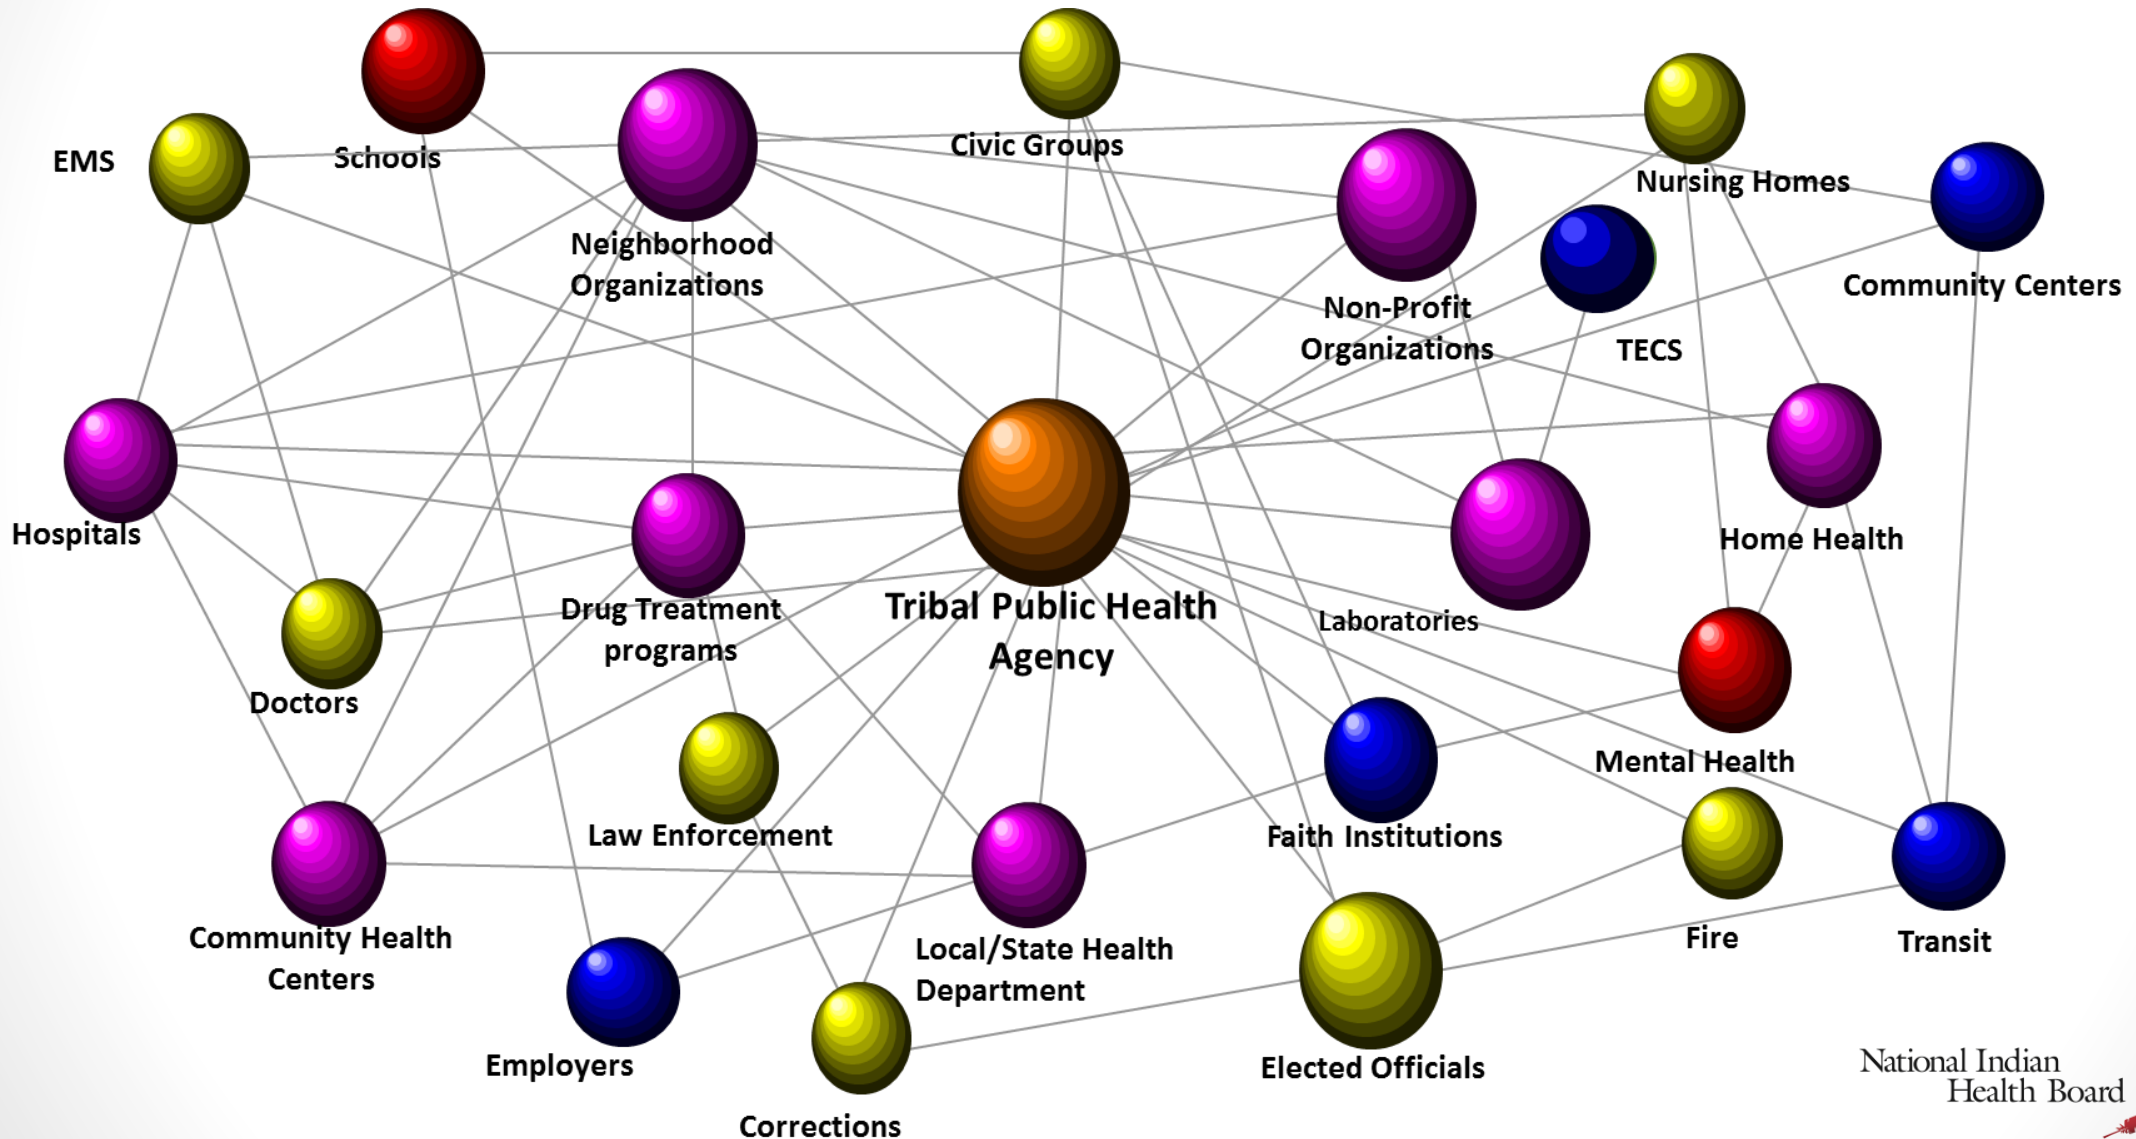 EMS
Schools
Civic Groups
Nursing Homes
Neighborhood
Organizations
Non-Profit
Organizations
TECS
Community Centers
Hospitals
Home Health
Drug Treatment
programs
Tribal Public Health
Agency
Laboratories
Doctors
Mental Health
Law Enforcement
Faith Institutions
Community Health
Centers
Local/State Health
Department
Fire
Transit
Employers
Elected Officials
Corrections
National Indian
Health Board